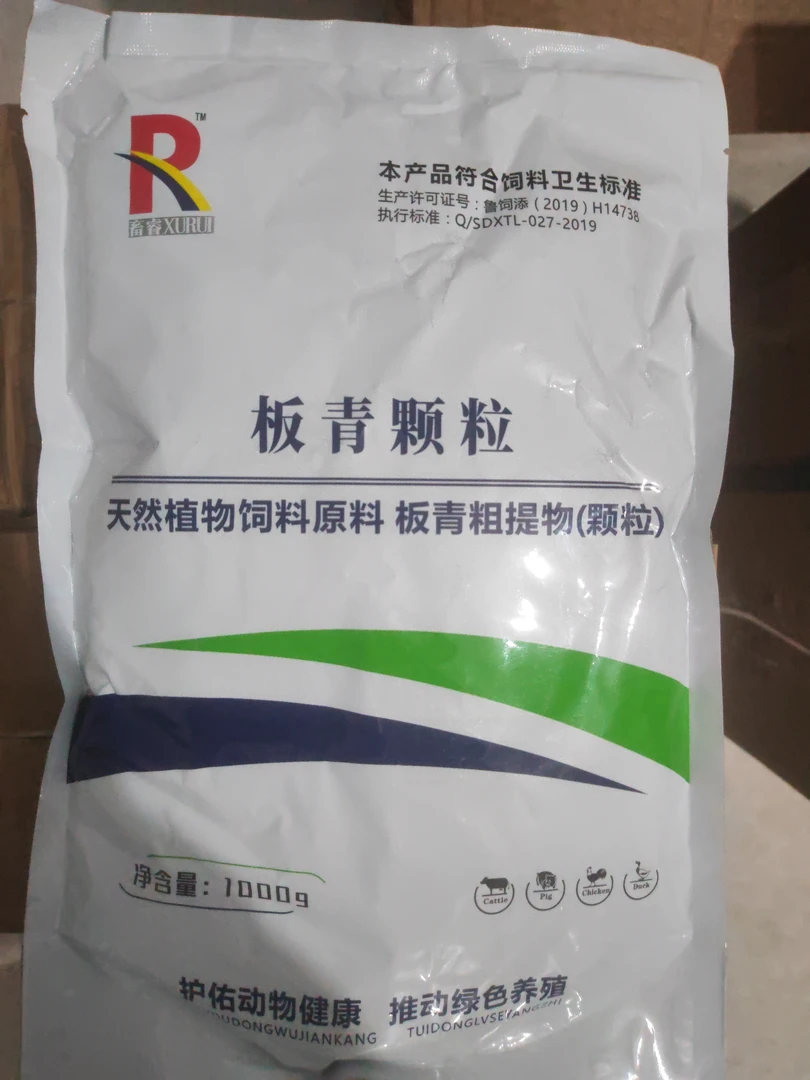 R™
畜睿XURUI
本产品符合饲料卫生标准
生产许可证号：鲁饲添（2019）H14738
执行标准：Q/SDXTL-027-2019
板青颗粒
天然植物饲料原料 板青粗提物(颗粒)
净含量：1000g
Cattle
Pig
Chicken
Duck
护佑动物健康 推动绿色养殖
DONGWUJIANKANG TUIDONGLVSEYANGZHI